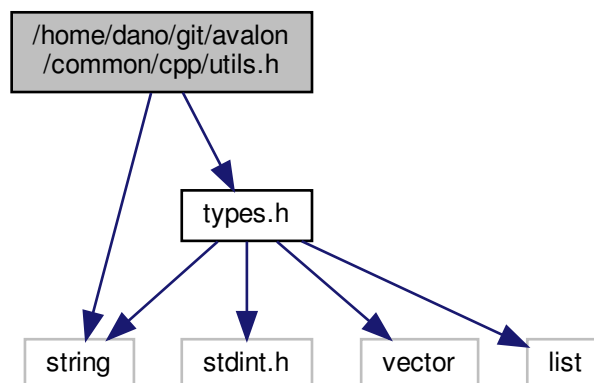 /home/dano/git/avalon
/common/cpp/utils.h
types.h
string
stdint.h
vector
list